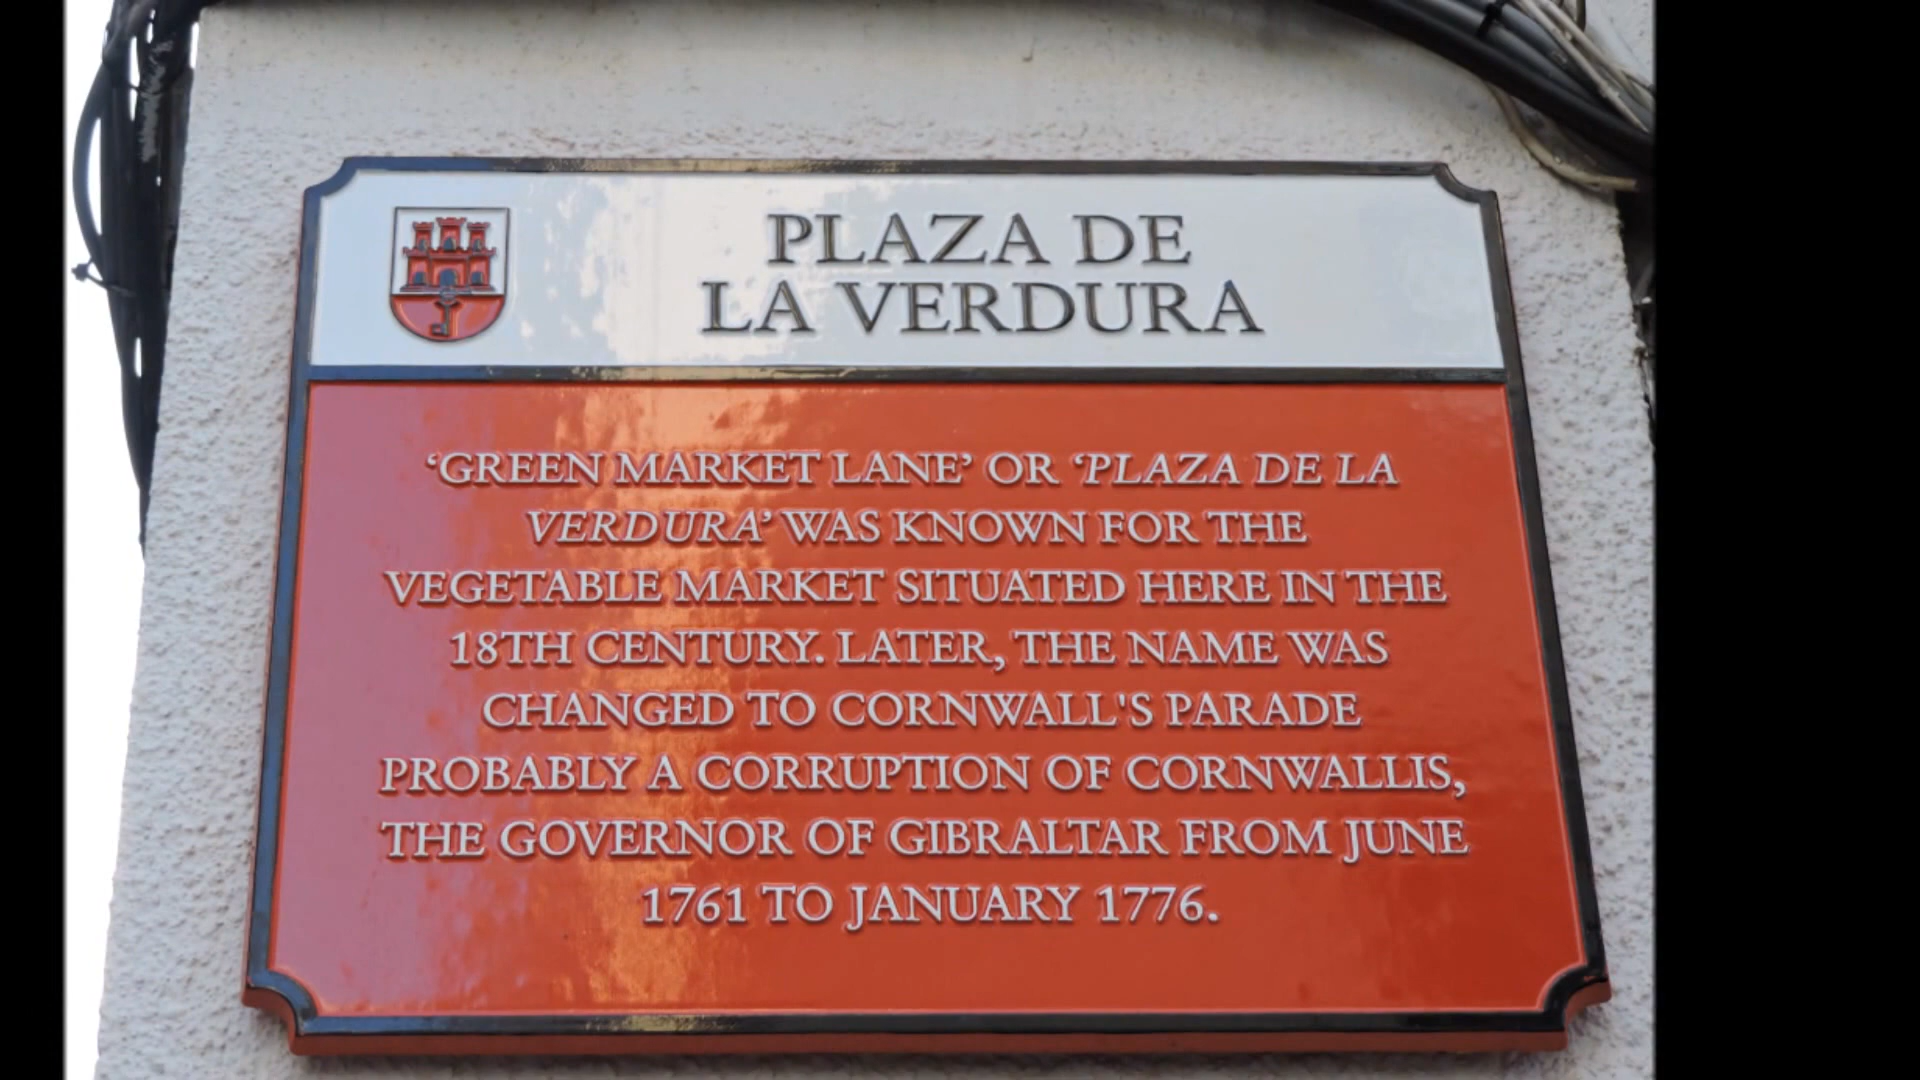 PLAZA DE
LA VERDURA
‘GREEN MARKET LANE’ OR ‘PLAZA DE LA
VERDURA’ WAS KNOWN FOR THE
VEGETABLE MARKET SITUATED HERE IN THE
18TH CENTURY. LATER, THE NAME WAS
CHANGED TO CORNWALL'S PARADE
PROBABLY A CORRUPTION OF CORNWALLIS,
THE GOVERNOR OF GIBRALTAR FROM JUNE
1761 TO JANUARY 1776.